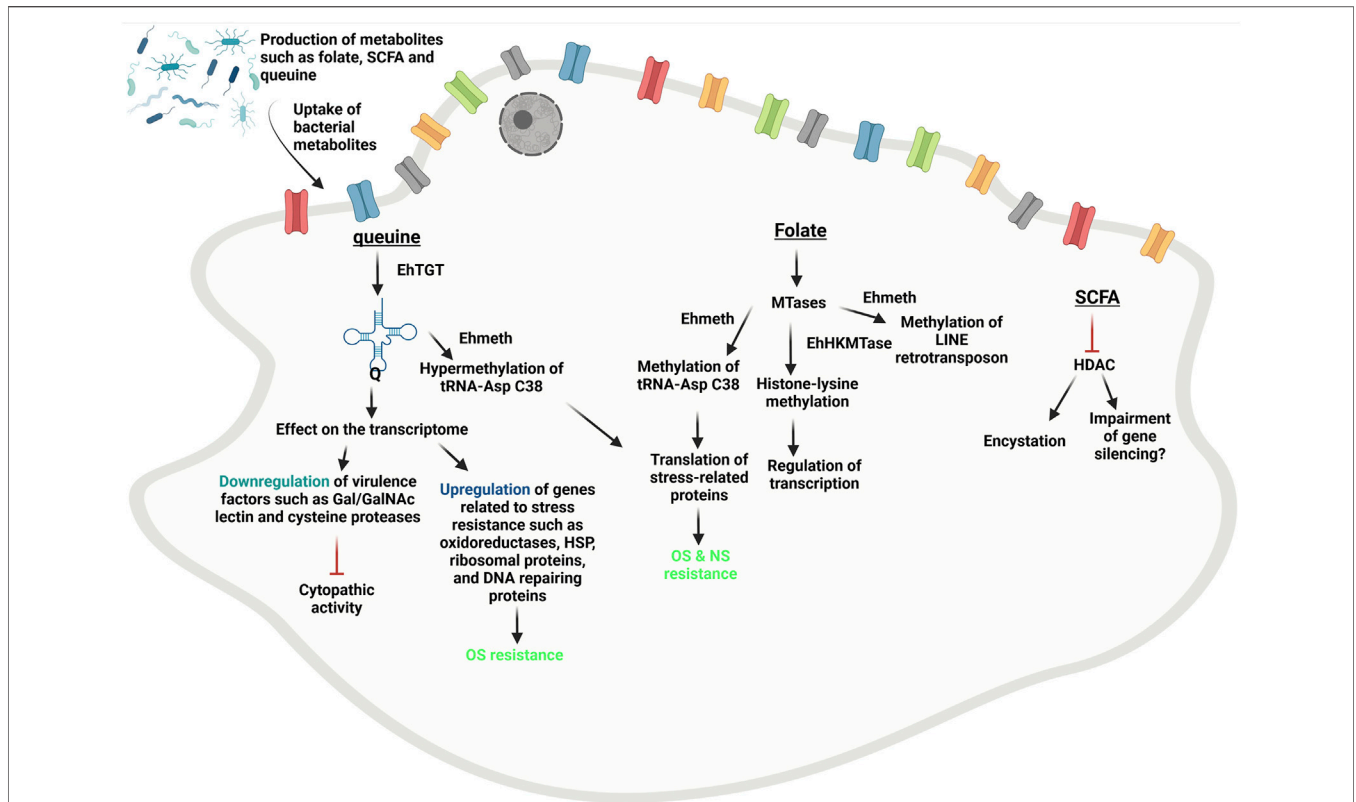 Production of metabolites
such as folate, SCFA and
queuine
Uptake of
bacterial
metabolites
queuine
EhTGT
Q
Ehmeth
Hypermethylation of
tRNA-Asp C38
Effect on the transcriptome
Downregulation of virulence
factors such as Gal/GalNAc
lectin and cysteine proteases
Cytopathic
activity
Upregulation of genes
related to stress
resistance such as
oxidoreductases, HSP,
ribosomal proteins,
and DNA repairing
proteins
OS resistance
Folate
MTases
Ehmeth
Methylation of
tRNA-Asp C38
Translation of
stress-related
proteins
OS & NS
resistance
EhHKMTase
Histone-lysine
methylation
Regulation of
transcription
Ehmeth
Methylation of
LINE
retrotransposon
SCFA
HDAC
Encystation
Impairment
of gene
silencing?